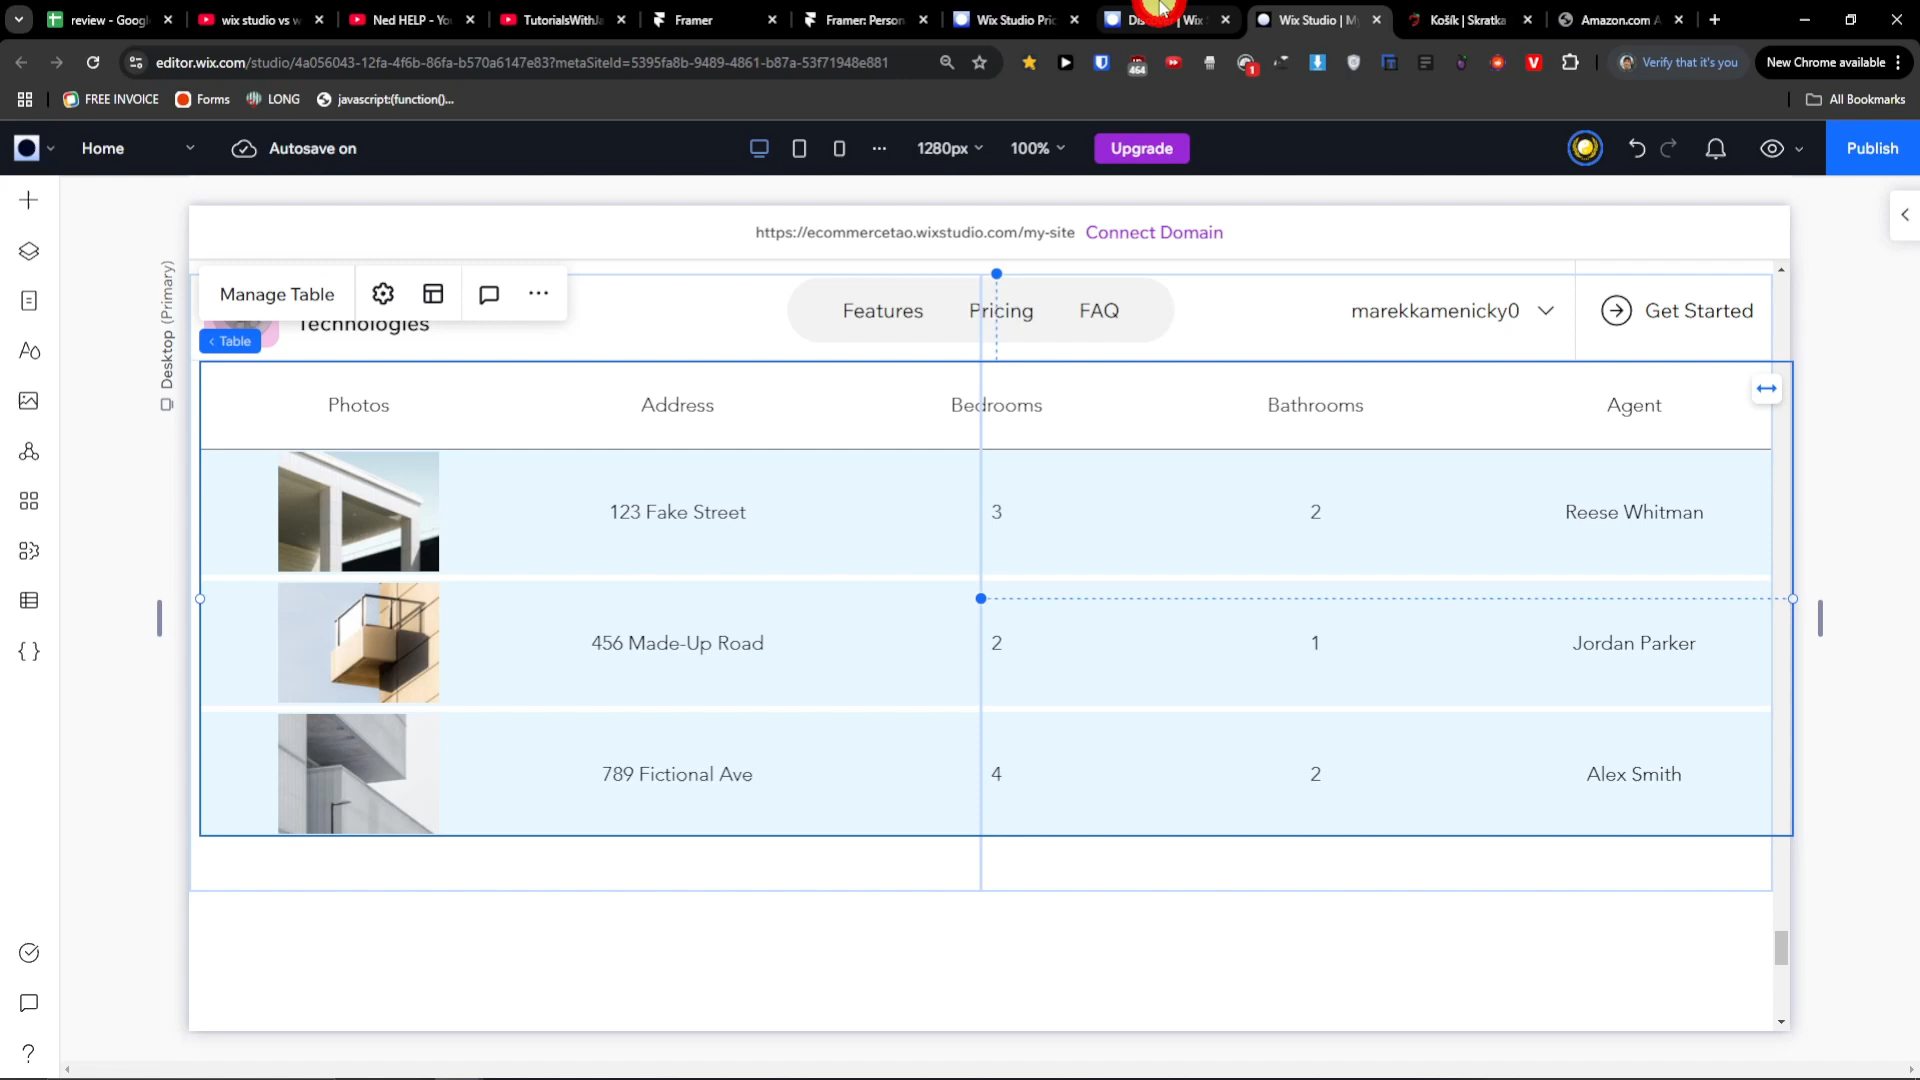 review - Googl
wix studio vs w
Ned HELP - Yo
TutorialsWithJa
Framer
Framer: Person
Wix Studio Pric
Wix
Wix Studio | My
Košík | Skratka
Amazon.com A
editor.wix.com/studio/4a056043-12fa-4f6b-86fa-b570a6147e83?metaSiteId=5395fa8b-9489-4861-b87a-53f71948e881
464
1
Verify that it's you
New Chrome available
FREE INVOICE
Forms
LONG
javascript:(function()...
All Bookmarks
Home
Autosave on
1280px
100%
Upgrade
Publish
https://ecommercetao.wixstudio.com/my-site Connect Domain
Desktop (Primary)
Manage Table
Technologies
Features
Pricing
FAQ
marekkamenicky0
Get Started
< Table
Photos
Address
Bedrooms
Bathrooms
Agent
123 Fake Street
3
2
Reese Whitman
456 Made-Up Road
2
1
Jordan Parker
789 Fictional Ave
4
2
Alex Smith